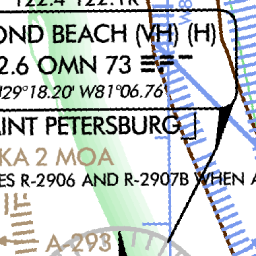 122.4 122.1R
OND BEACH (VH) (H)
2.6 OMN 73
N29°18.20' W81°06.76'
AINT PETERSBURG
KA 2 MOA
ES R-2906 AND R-2907B WHEN A
A-293